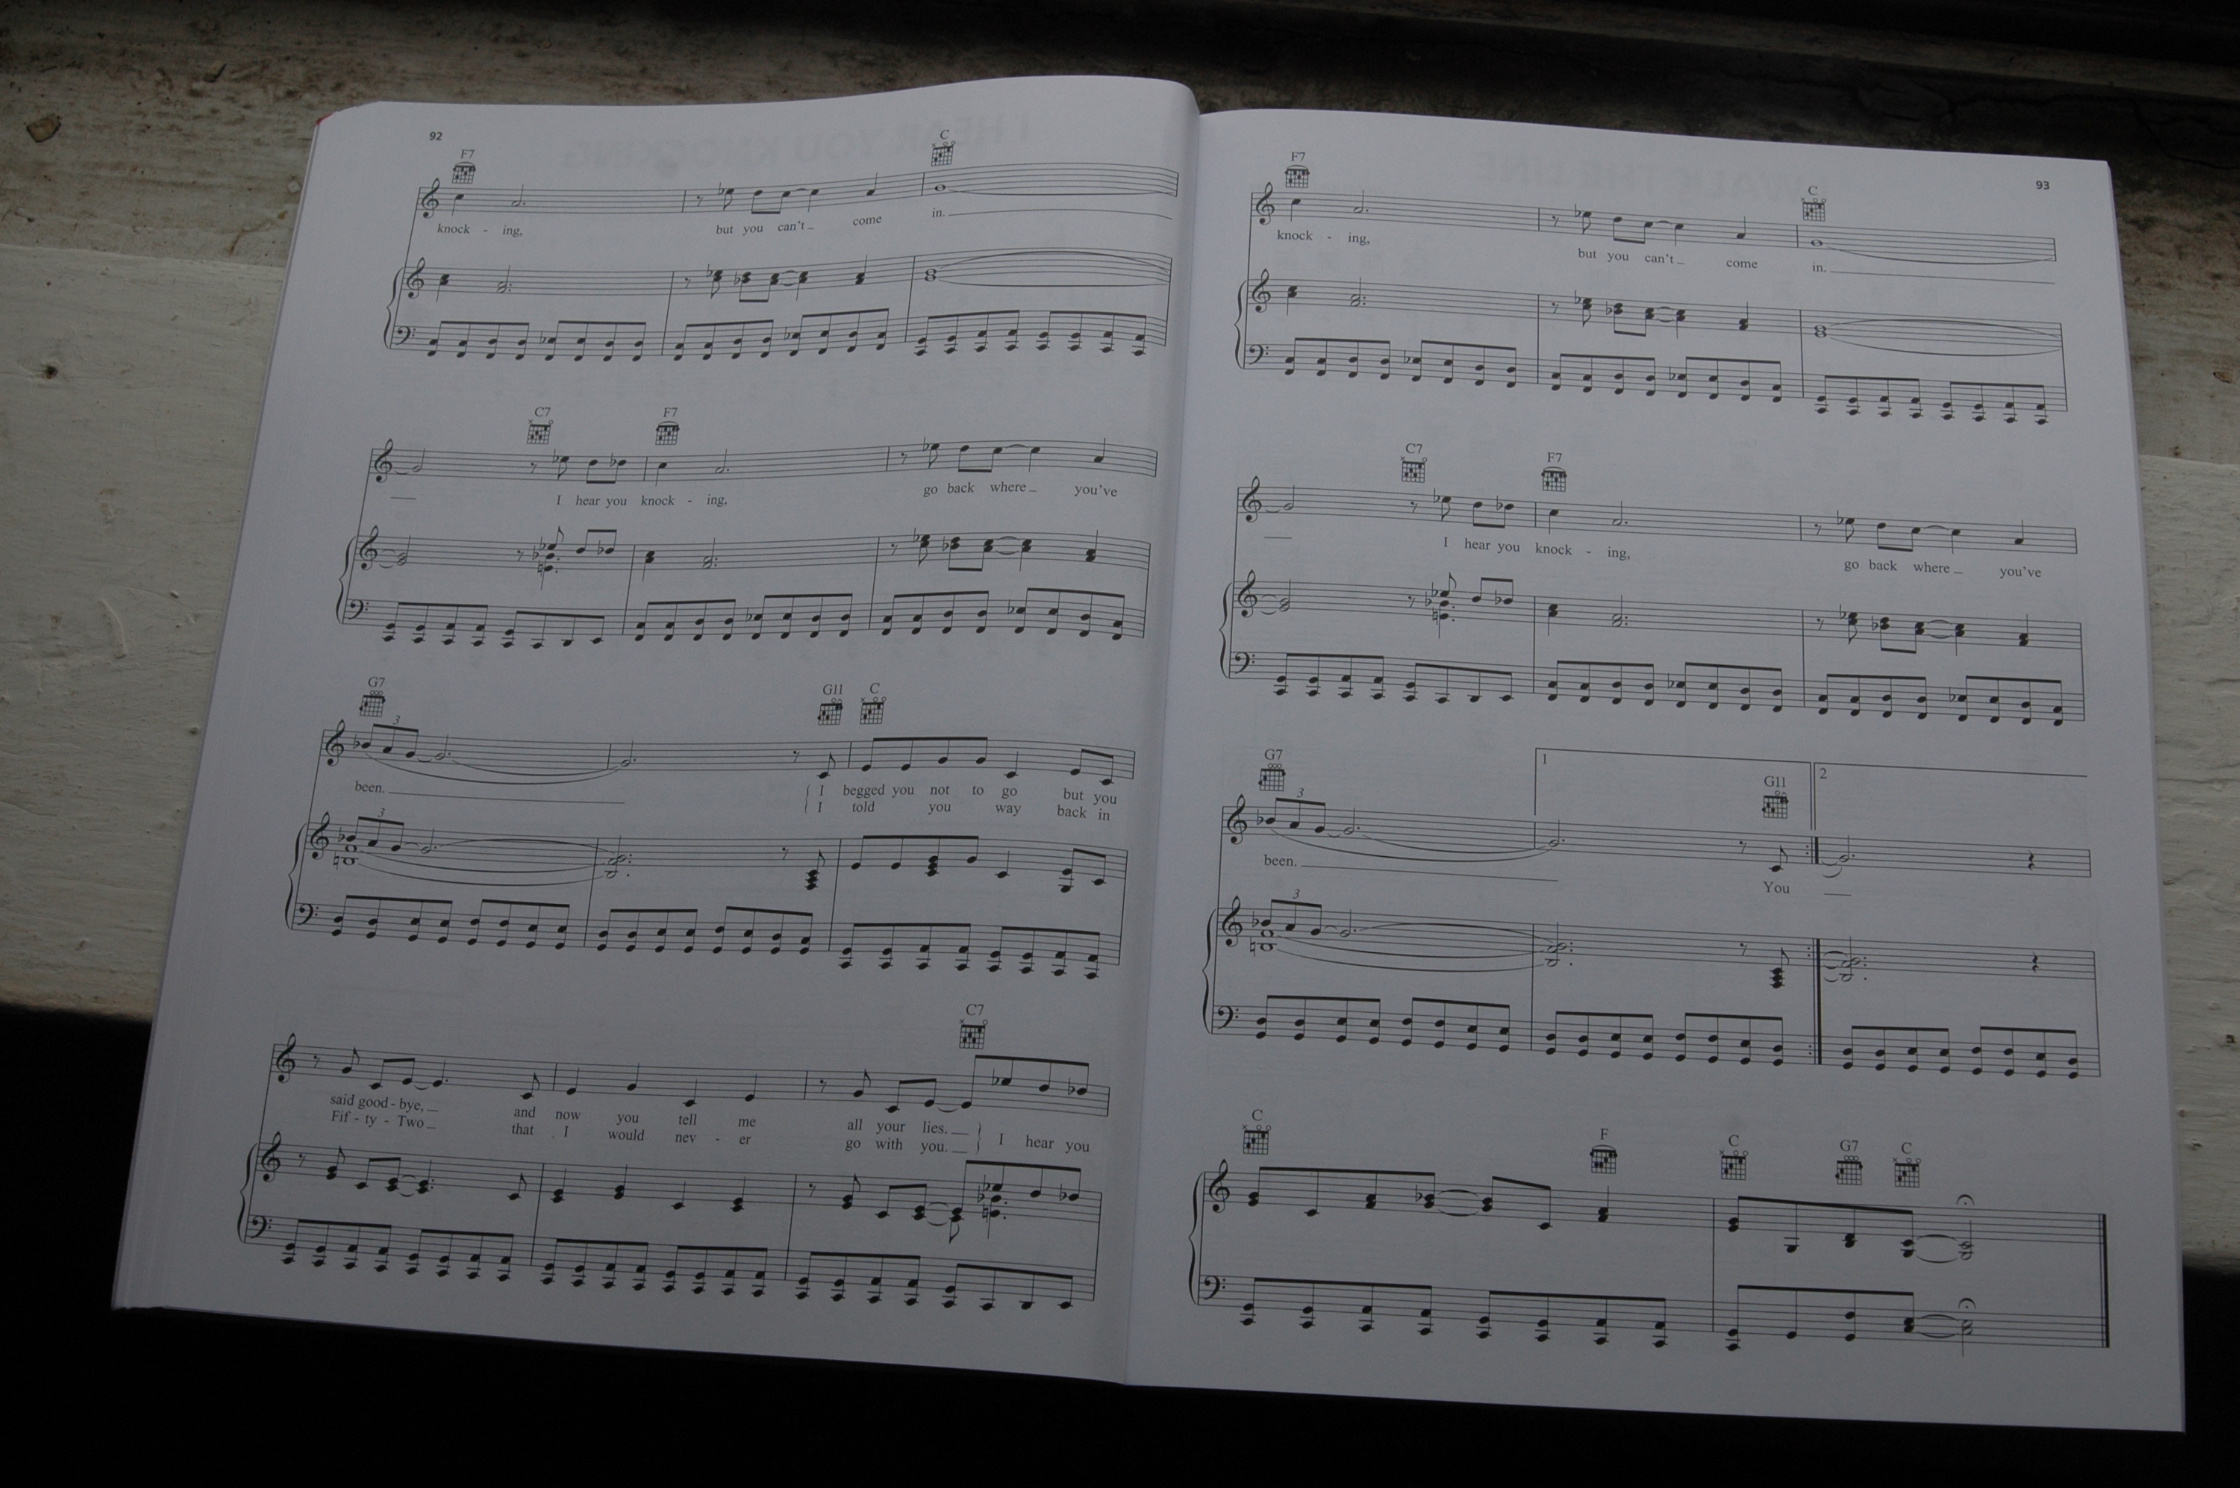 92
F7 C
knock - ing, but you can't come in.
C7 F7
I hear you knock - ing, go back where you've
G7 G11 C
3
been. I begged you not to go but you
I told you way back in
3
C7
said good - bye, and now you tell me all your lies.
Fif - ty - Two that I would nev - er go with you. I hear you
93
F7 C
knock - ing, but you can't come in.
C7 F7
I hear you knock - ing, go back where you've
G7 1 G11 2
3
been. You
3
C F C G7 C